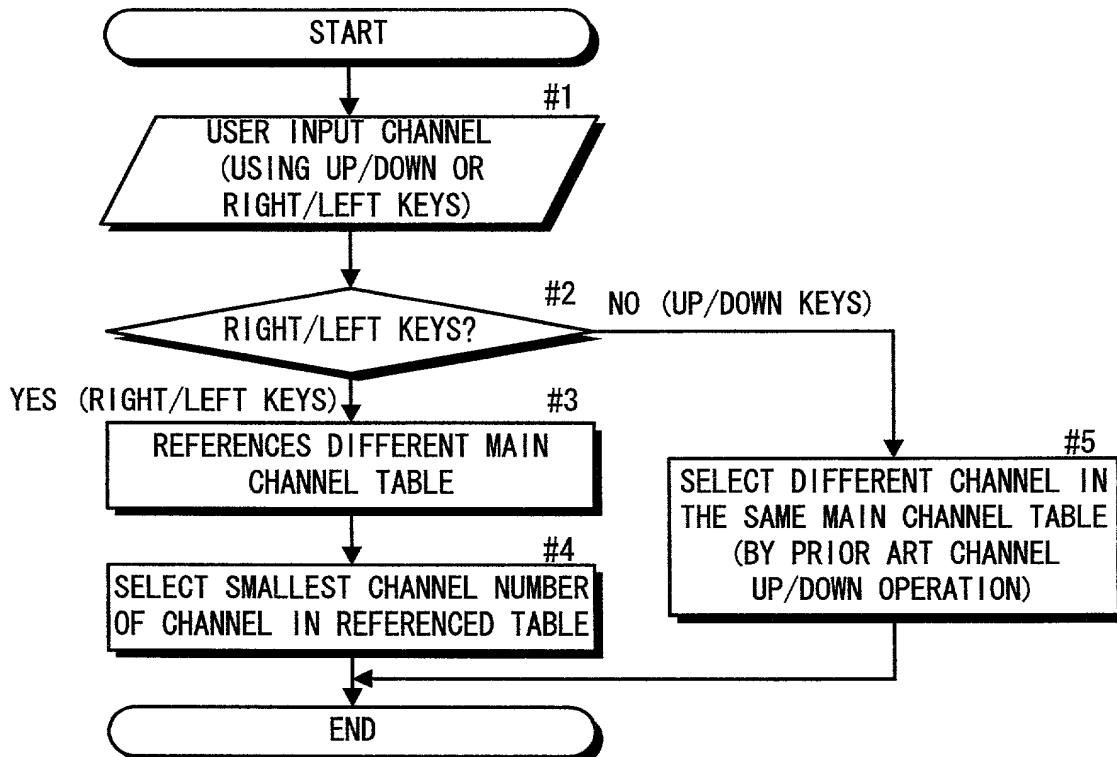 START
#1
USER INPUT CHANNEL
(USING UP/DOWN OR
RIGHT/LEFT KEYS)
#2
RIGHT/LEFT KEYS?
NO (UP/DOWN KEYS)
YES (RIGHT/LEFT KEYS)
#3
REFERENCES DIFFERENT MAIN
CHANNEL TABLE
#4
SELECT SMALLEST CHANNEL NUMBER
OF CHANNEL IN REFERENCED TABLE
#5
SELECT DIFFERENT CHANNEL IN
THE SAME MAIN CHANNEL TABLE
(BY PRIOR ART CHANNEL
UP/DOWN OPERATION)
END